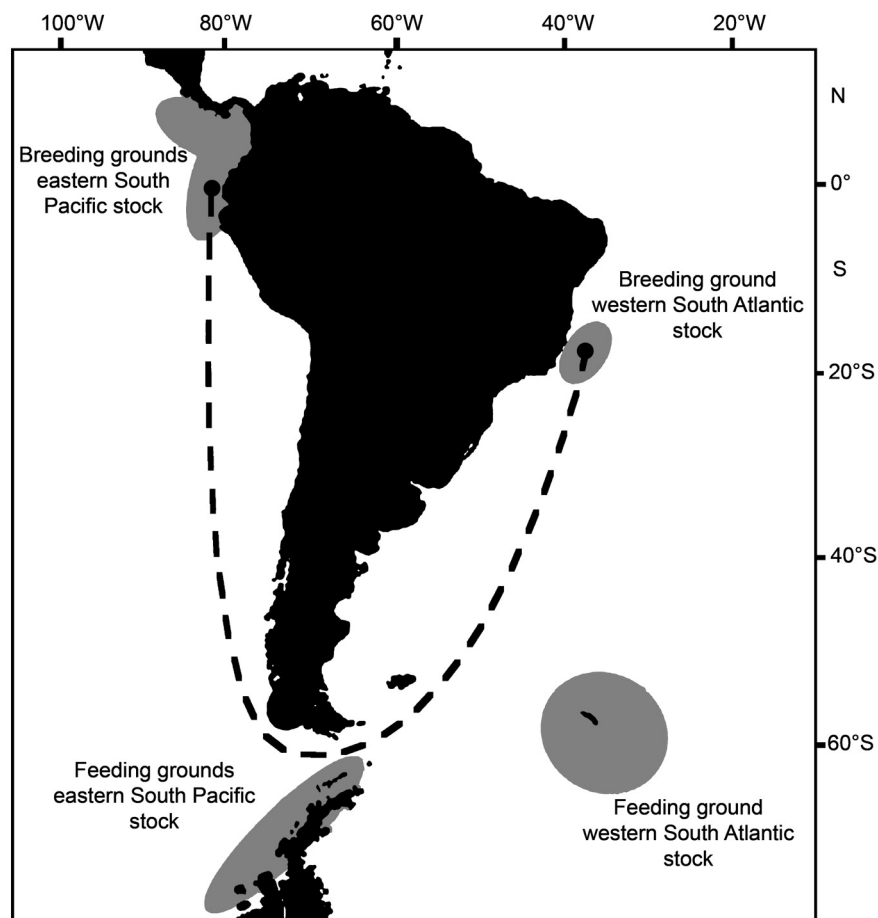 100°W 80°W 60°W 40°W 20°W
N
Breeding grounds
eastern South
Pacific stock
0°
S
Breeding ground
western South Atlantic
stock
20°S
40°S
60°S
Feeding grounds
eastern South Pacific
stock
Feeding ground
western South Atlantic
stock